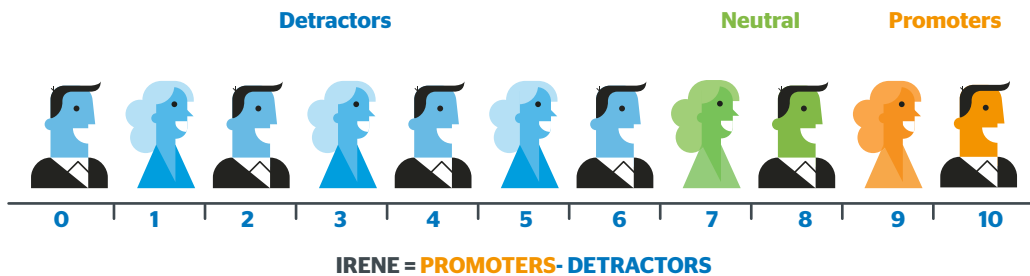 Detractors Neutral Promoters
0 1 2 3 4 5 6 7 8 9 10
IRENE = PROMOTERS- DETRACTORS